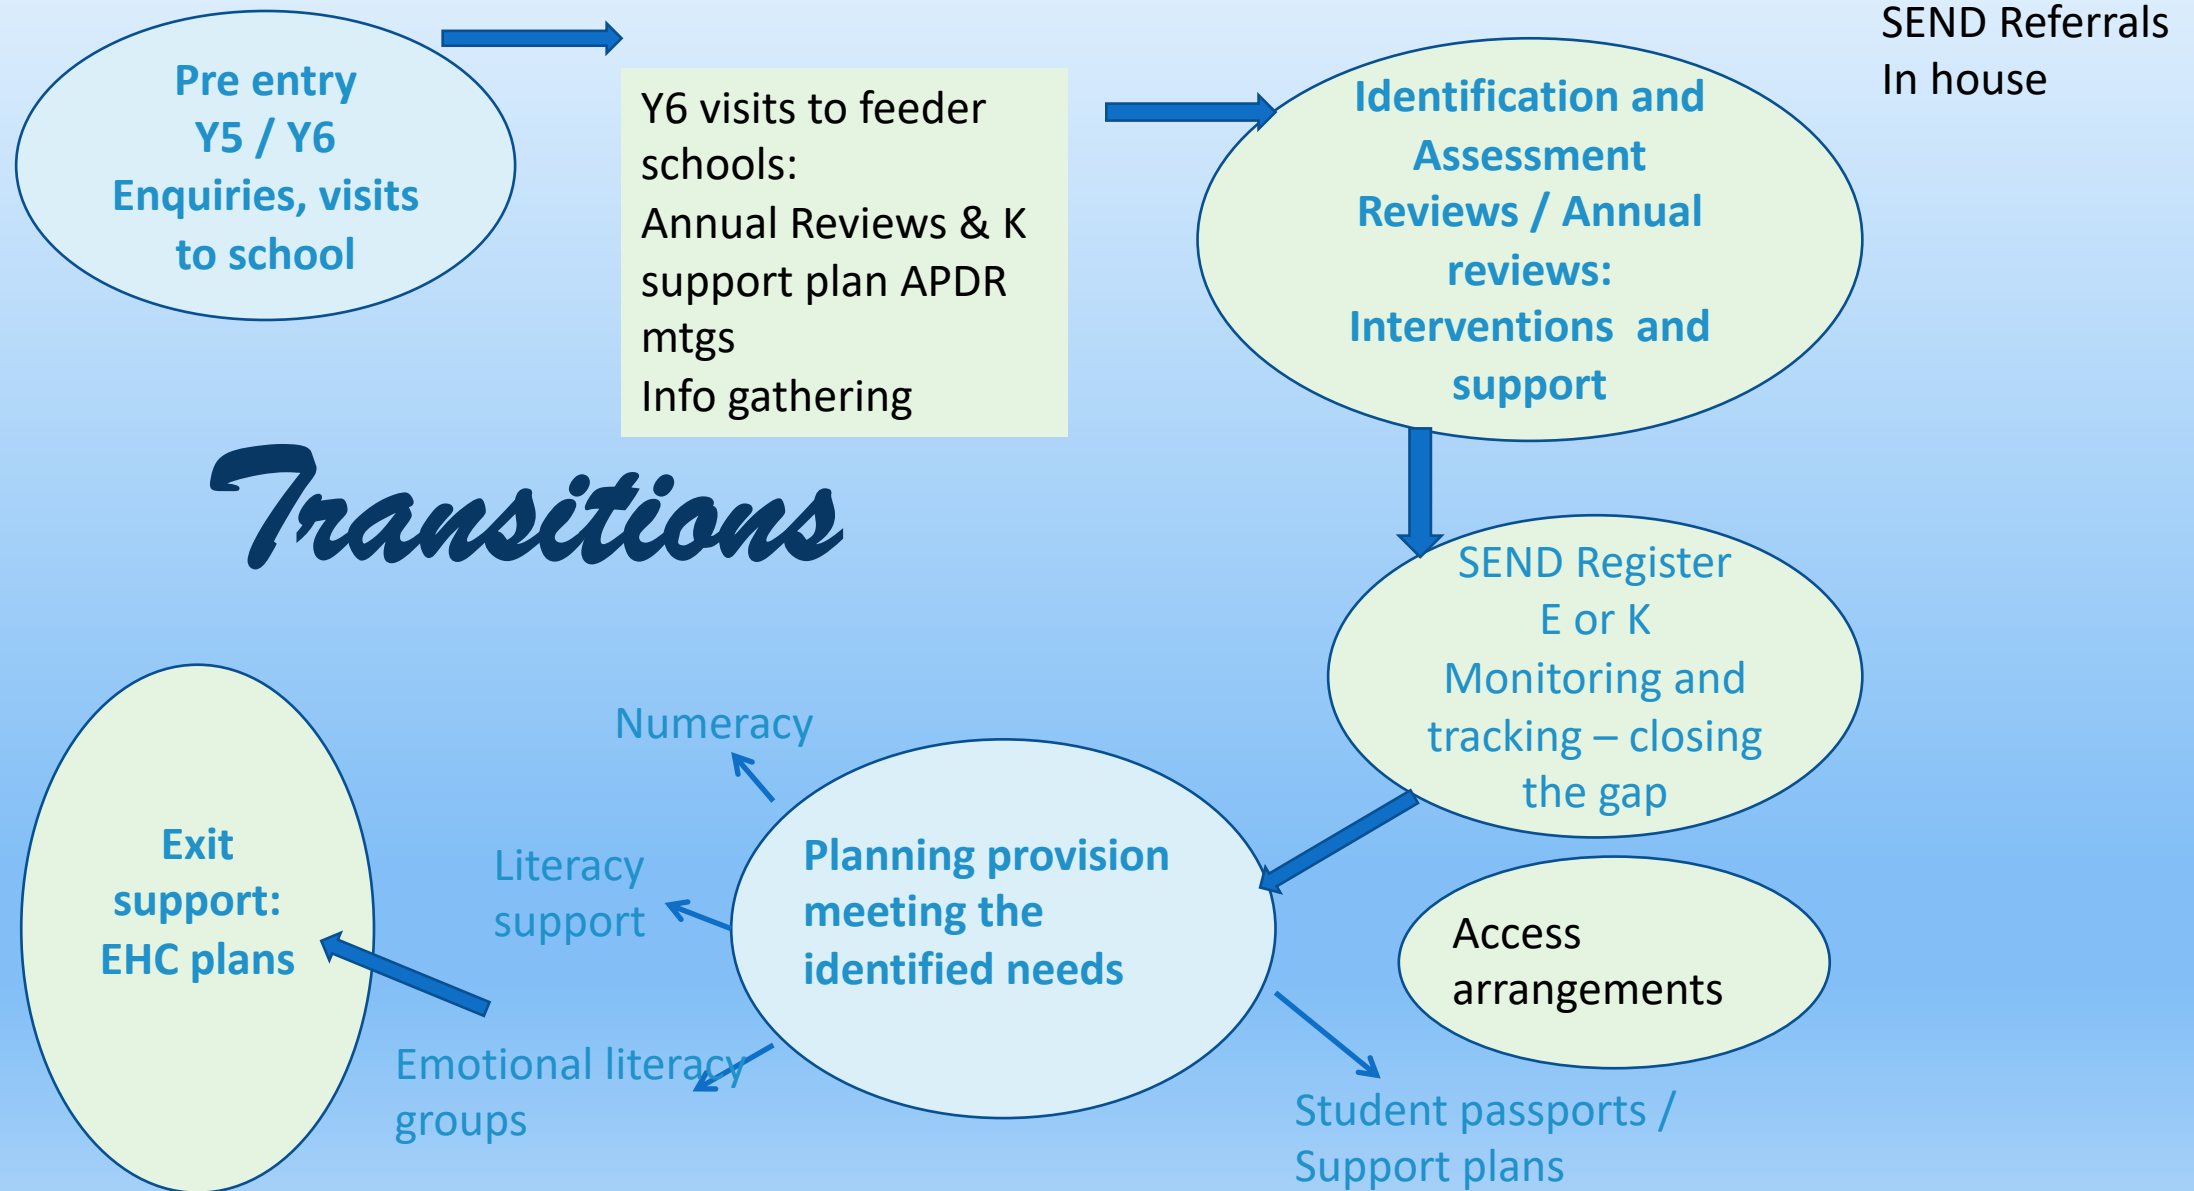 Pre entry
Y5 / Y6
Enquiries, visits
to school
Y6 visits to feeder
schools:
Annual Reviews & K
support plan APDR
mtgs
Info gathering
Identification and
Assessment
Reviews / Annual
reviews:
Interventions  and
support
SEND Referrals
In house
Transitions
SEND Register
E or K
Monitoring and
tracking – closing
the gap
Access
arrangements
Planning provision
meeting the
identified needs
Numeracy
Literacy
support
Emotional literacy
groups
Student passports /
Support plans
Exit
support:
EHC plans